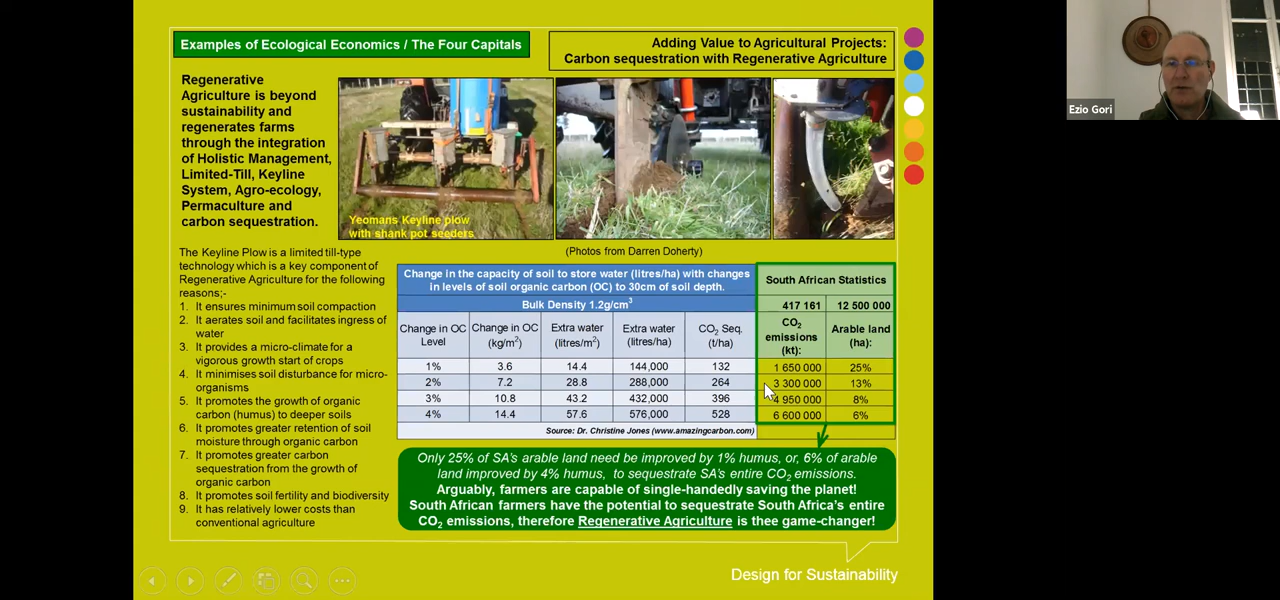 Examples of Ecological Economics / The Four Capitals
Adding Value to Agricultural Projects:
Carbon sequestration with Regenerative Agriculture
Ezio Gori
Regenerative
Agriculture is beyond
sustainability and
regenerates farms
through the integration
of Holistic Management,
Limited-Till, Keyline
System, Agro-ecology,
Permaculture and
carbon sequestration.
Yeomans Keyline plow
with shank pot seeders
(Photos from Darren Doherty)
The Keyline Plow is a limited till-type
technology which is a key component of
Regenerative Agriculture for the following
reasons;-
1. It ensures minimum soil compaction
2. It aerates soil and facilitates ingress of
water
3. It provides a micro-climate for a
vigorous growth start of crops
4. It minimises soil disturbance for micro-
organisms
5. It promotes the growth of organic
carbon (humus) to deeper soils
6. It promotes greater retention of soil
moisture through organic carbon
7. It promotes greater carbon
sequestration from the growth of
organic carbon
8. It promotes soil fertility and biodiversity
9. It has relatively lower costs than
conventional agriculture
Change in the capacity of soil to store water (litres/ha) with changes
in levels of soil organic carbon (OC) to 30cm of soil depth.
Bulk Density 1.2g/cm³
Change in OC Level Change in OC (kg/m²) Extra water (litres/m²) Extra water (litres/ha) CO₂ Seq. (t/ha)
1% 3.6 14.4 144,000 132
2% 7.2 28.8 288,000 264
3% 10.8 43.2 432,000 396
4% 14.4 57.6 576,000 528
Source: Dr. Christine Jones (www.amazingcarbon.com)
South African Statistics
417 161 12 500 000
CO₂ emissions (kt): Arable land (ha):
1 650 000 25%
3 300 000 13%
4 950 000 8%
6 600 000 6%
Only 25% of SA's arable land need be improved by 1% humus, or, 6% of arable
land improved by 4% humus, to sequestrate SA's entire CO₂ emissions.
Arguably, farmers are capable of single-handedly saving the planet!
South African farmers have the potential to sequestrate South Africa's entire
CO₂ emissions, therefore Regenerative Agriculture is thee game-changer!
Design for Sustainability